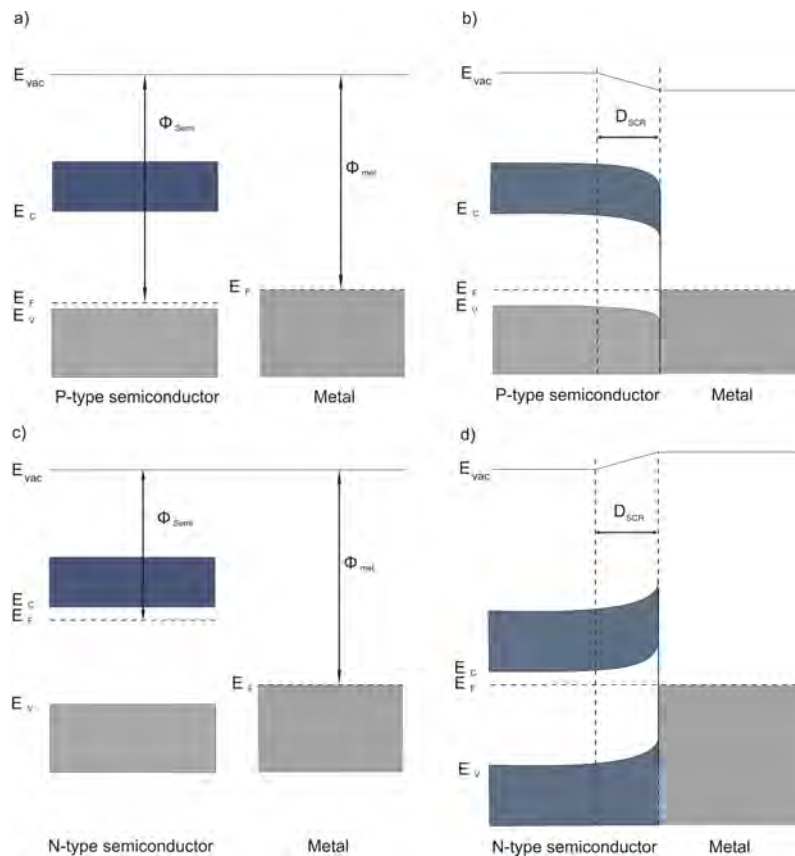 a)
E vac
Φ Semi
Φ met
E C
E F
E V
E F
P-type semiconductor
Metal
b)
E vac
D SCR
E C
E F
E V
P-type semiconductor
Metal
c)
E vac
Φ Semi
Φ met
E C
E F
E V
E F
N-type semiconductor
Metal
d)
E vac
D SCR
E C
E F
E V
N-type semiconductor
Metal